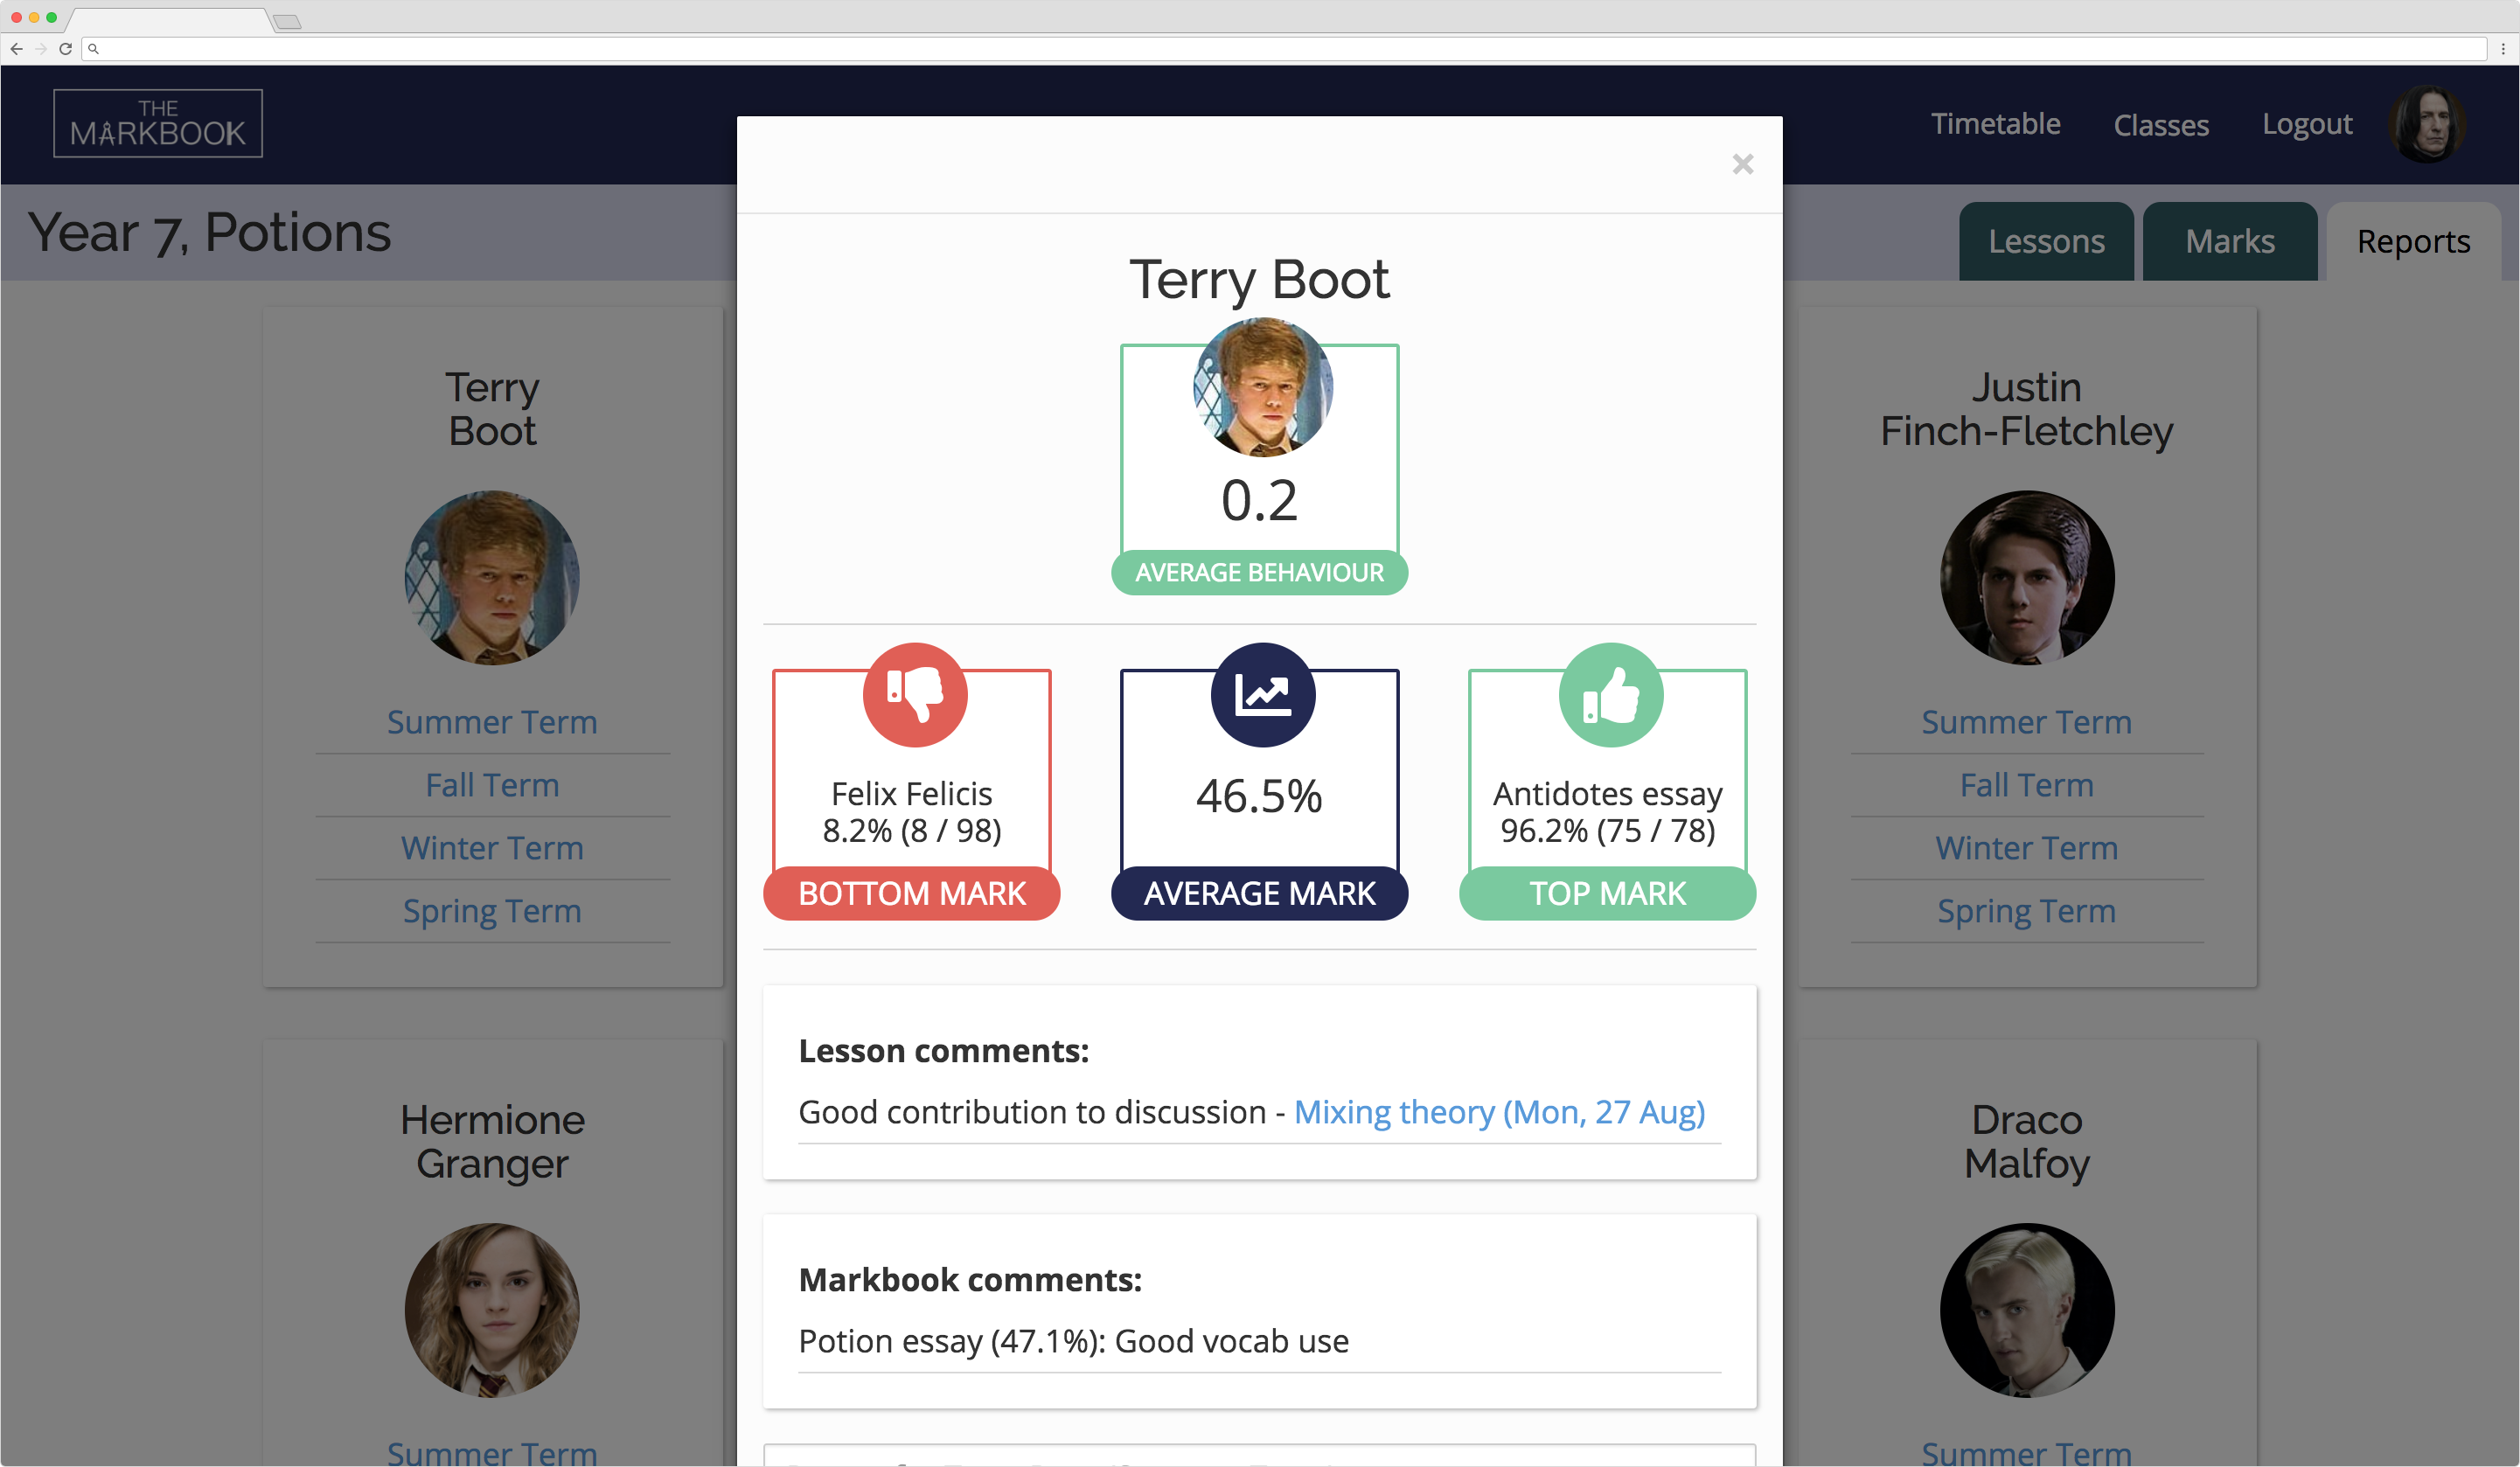 THE
MARKBOOK
Timetable
Classes
Logout
Year 7, Potions
Lessons
Marks
Reports
Terry
Boot
Summer Term
Fall Term
Winter Term
Spring Term
Hermione
Granger
Summer Term
×
Terry Boot
0.2
AVERAGE BEHAVIOUR
Felix Felicis
8.2% (8 / 98)
BOTTOM MARK
46.5%
AVERAGE MARK
Antidotes essay
96.2% (75 / 78)
TOP MARK
Lesson comments:
Good contribution to discussion - Mixing theory (Mon, 27 Aug)
Markbook comments:
Potion essay (47.1%): Good vocab use
Justin
Finch-Fletchley
Summer Term
Fall Term
Winter Term
Spring Term
Draco
Malfoy
Summer Term